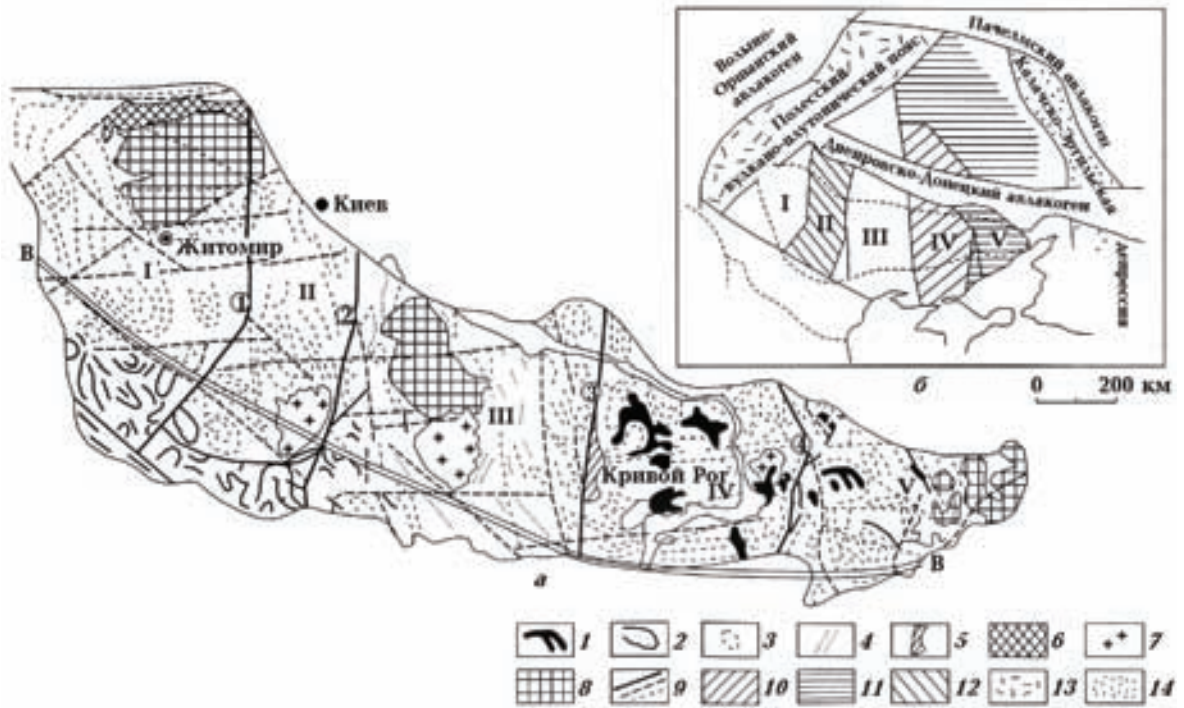 Киев
Житомир
В
I
II
1
2
III
Кривой Рог
IV
V
В
а
Волыно-
Оршанский
авлакоген
Полесский
вулкано-плутонический пояс
Пачелмский авлакоген
Днепровско-Донецкий авлакоген
депрессия
I
II
III
IV
V
б
0 200 км
1 2 3 4 5 6 7
8 9 10 11 12 13 14